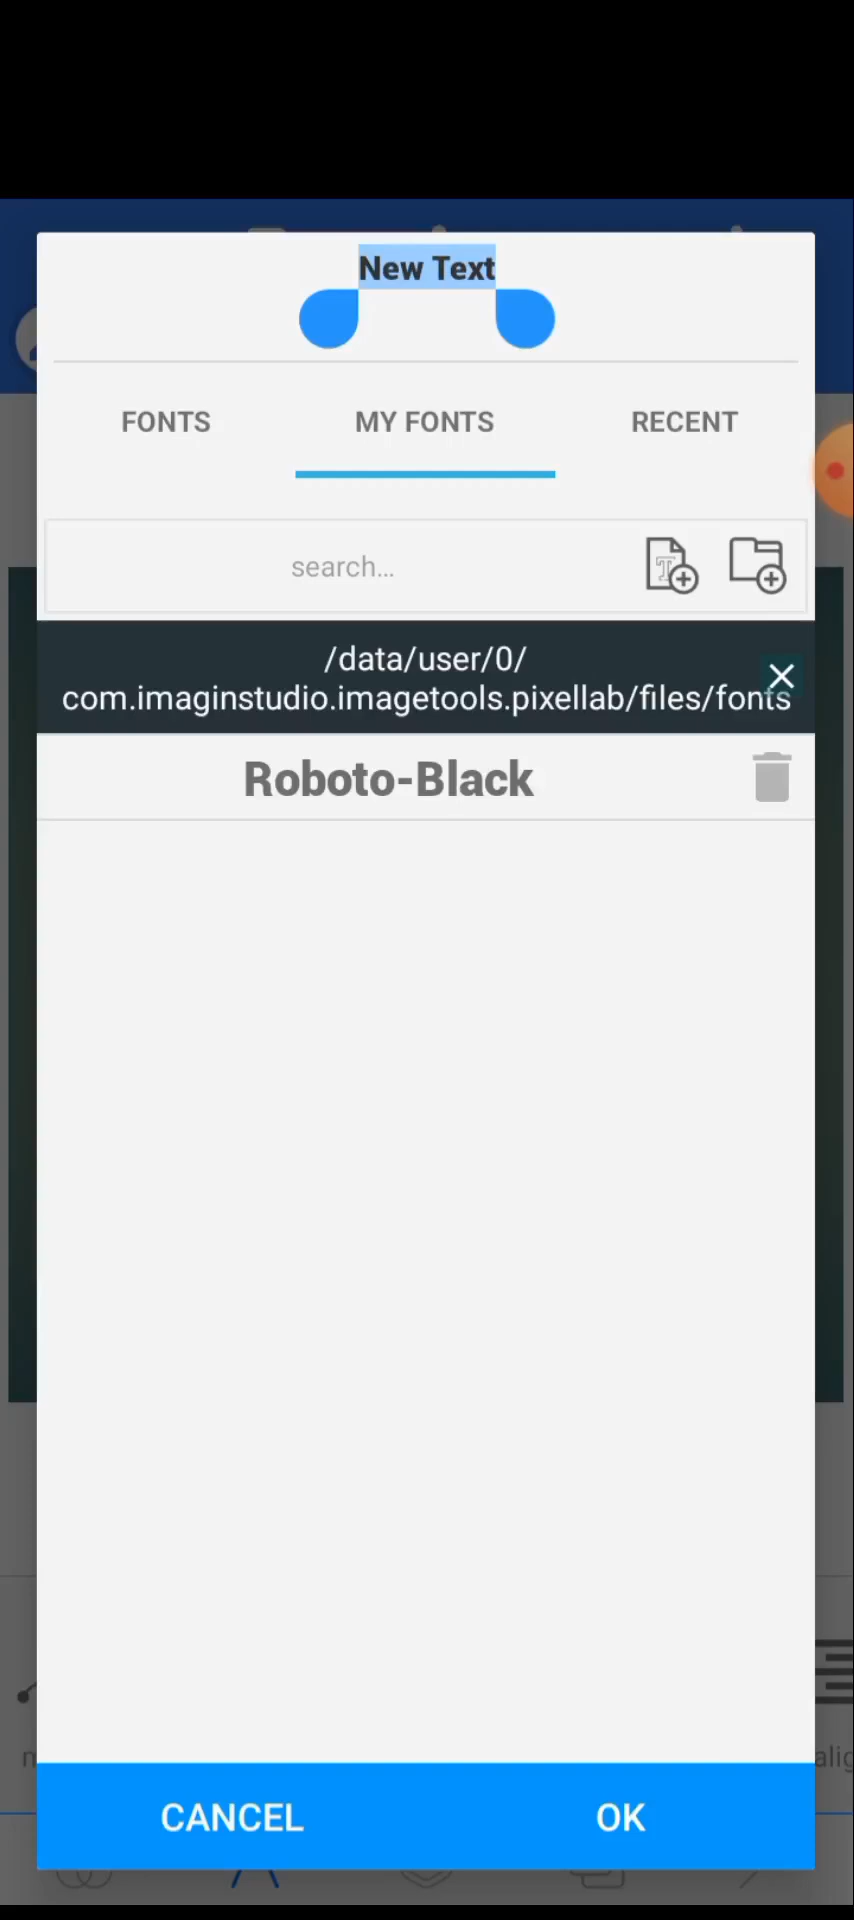 New Text
FONTS
MY FONTS
RECENT
search...
/data/user/0/
com.imaginstudio.imagetools.pixellab/files/fonts
Roboto-Black
CANCEL
OK